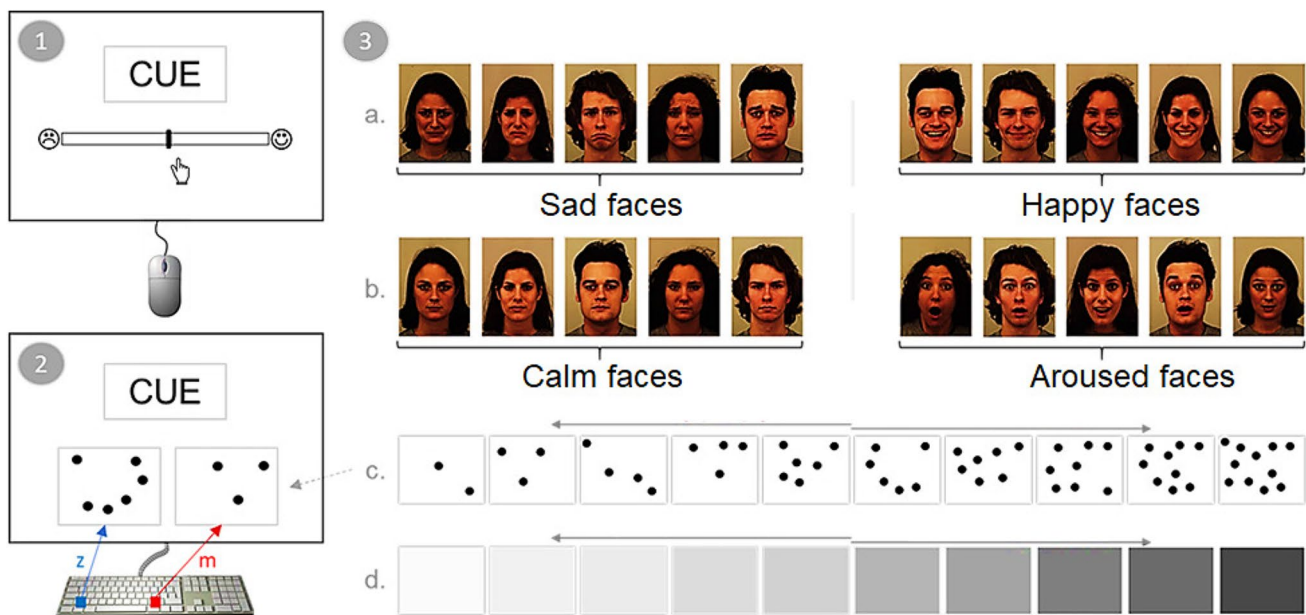 1
CUE
2
CUE
z
m
3
a.
Sad faces
Happy faces
b.
Calm faces
Aroused faces
c.
d.